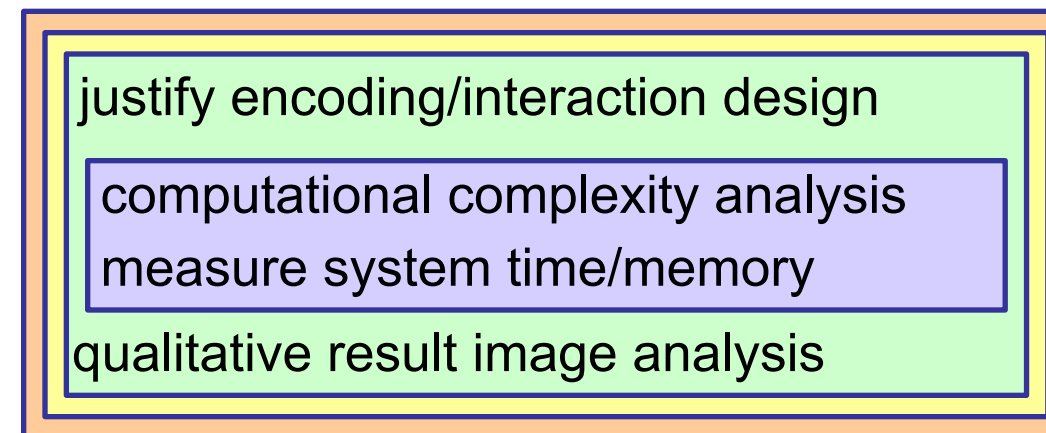 justify encoding/interaction design
computational complexity analysis
measure system time/memory
qualitative result image analysis